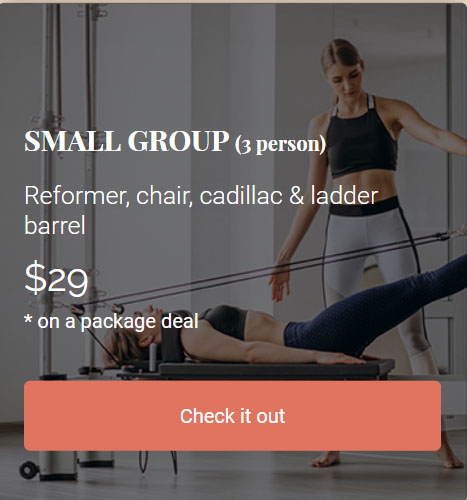 SMALL GROUP (3 person)
Reformer, chair, cadillac & ladder
barrel
$29
* on a package deal
Check it out